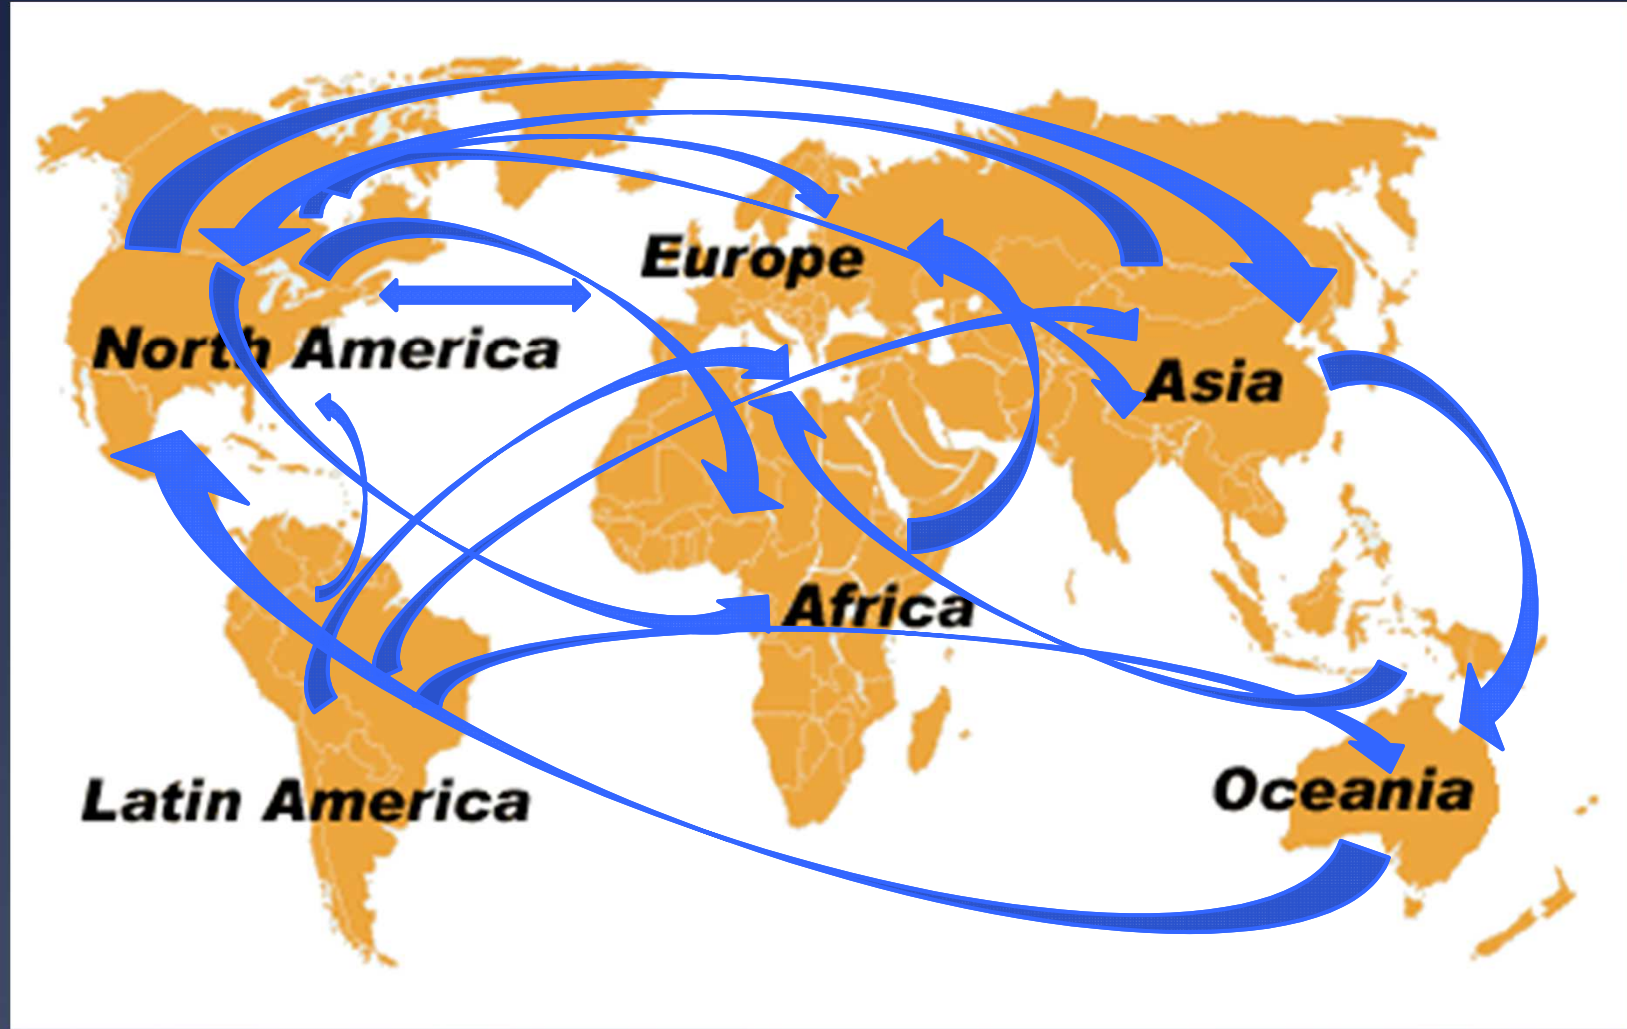 Europe
North America
Asia
Africa
Latin America
Oceania